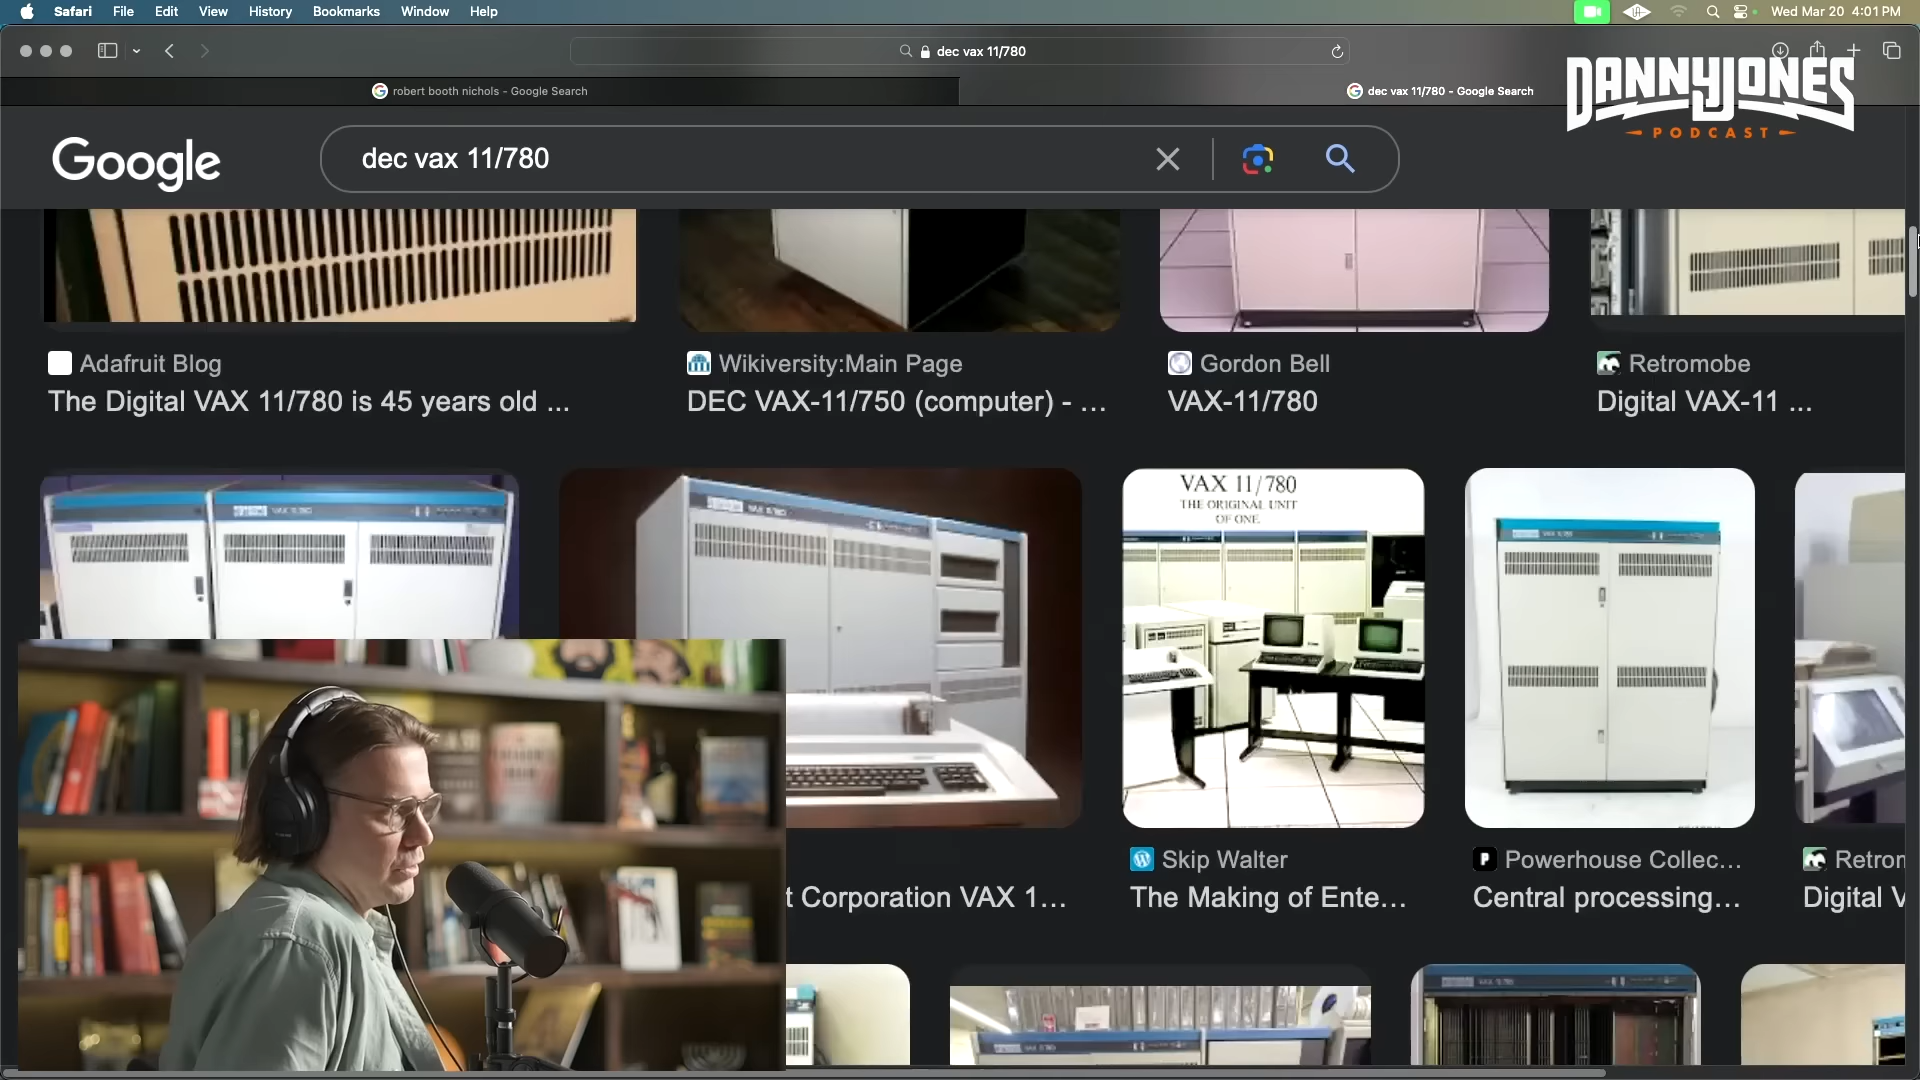 Safari File Edit View History Bookmarks Window Help
Wed Mar 20 4:01 PM
dec vax 11/780
robert booth nichols - Google Search
dec vax 11/780 - Google Search
DANNY JONES
PODCAST
Google
dec vax 11/780
Adafruit Blog
The Digital VAX 11/780 is 45 years old ...
Wikiversity:Main Page
DEC VAX-11/750 (computer) - ...
Gordon Bell
VAX-11/780
Retromobe
Digital VAX-11 ...
VAX 11/780
THE ORIGINAL UNIT
OF ONE.
t Corporation VAX 1...
Skip Walter
The Making of Ente...
Powerhouse Collec...
Central processing...
Retrom
Digital V